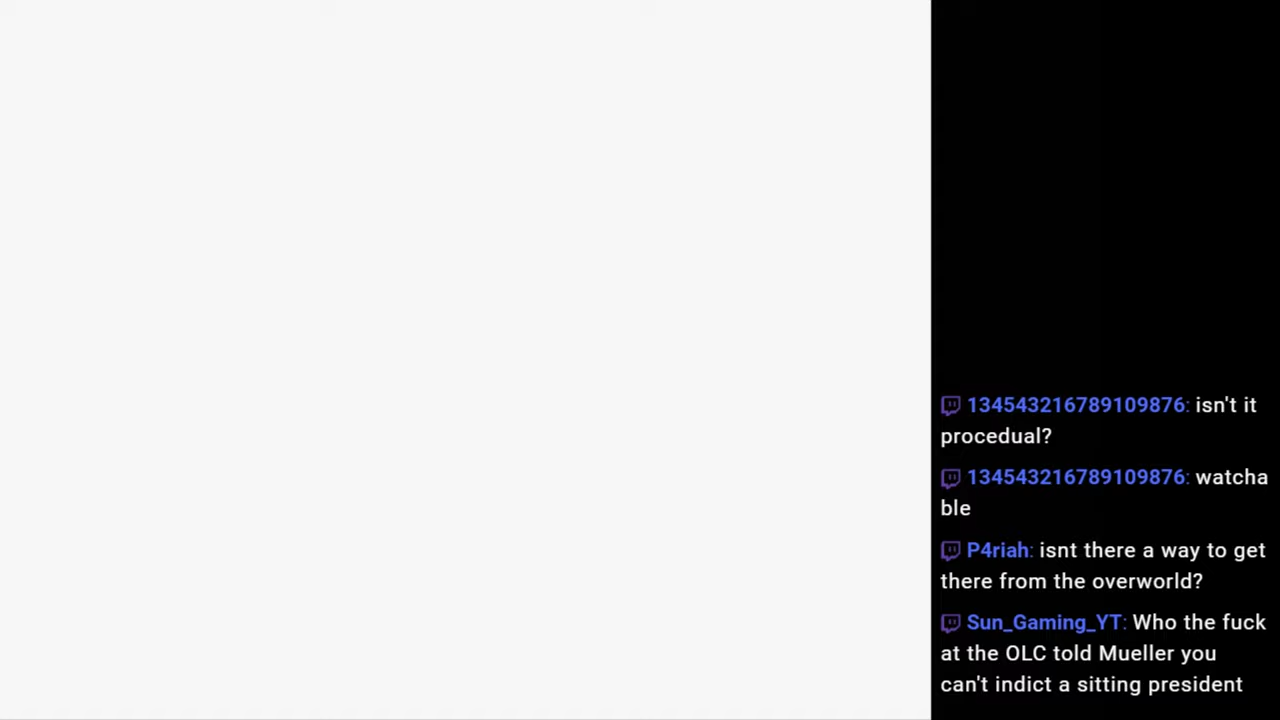 134543216789109876: isn't it
procedual?
134543216789109876: watcha
ble
P4riah: isnt there a way to get
there from the overworld?
Sun_Gaming_YT: Who the fuck
at the OLC told Mueller you
can't indict a sitting president